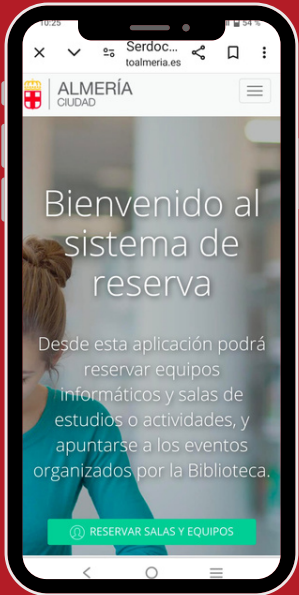 10:25
54 %
Serdoc...
toalmeria.es
ALMERÍA
CIUDAD
Bienvenido al
sistema de
reserva
Desde esta aplicación podrá
reservar equipos
informáticos y salas de
estudios o actividades, y
apuntarse a los eventos
organizados por la Biblioteca.
RESERVAR SALAS Y EQUIPOS